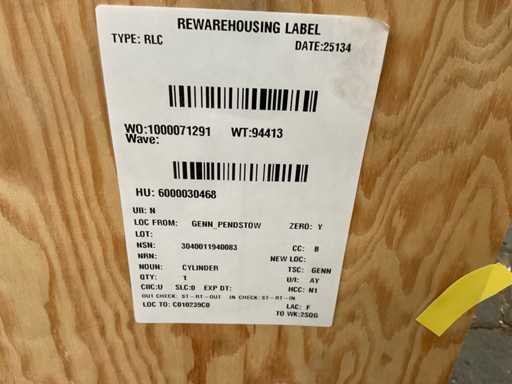 REWAREHOUSING LABEL
TYPE: RLC DATE:25134
WO:1000071291 WT:94413
Wave:
HU: 6000030468
UR: N
LOC FROM: GENN_PENDSTOW ZERO: Y
LOT:
NSN: 3040011940083 CC: B
NRN: NEW LOC:
NOUN: CYLINDER TSC: GENN
QTY: 1 U/I: AY
CIIC:U SLC:0 EXP DT: HCC: N1
OUT CHECK: ST-RT-OUT IN CHECK: ST-RT-IN
LOC TO: C010239C0 LAC: F
TO WK:2SQG